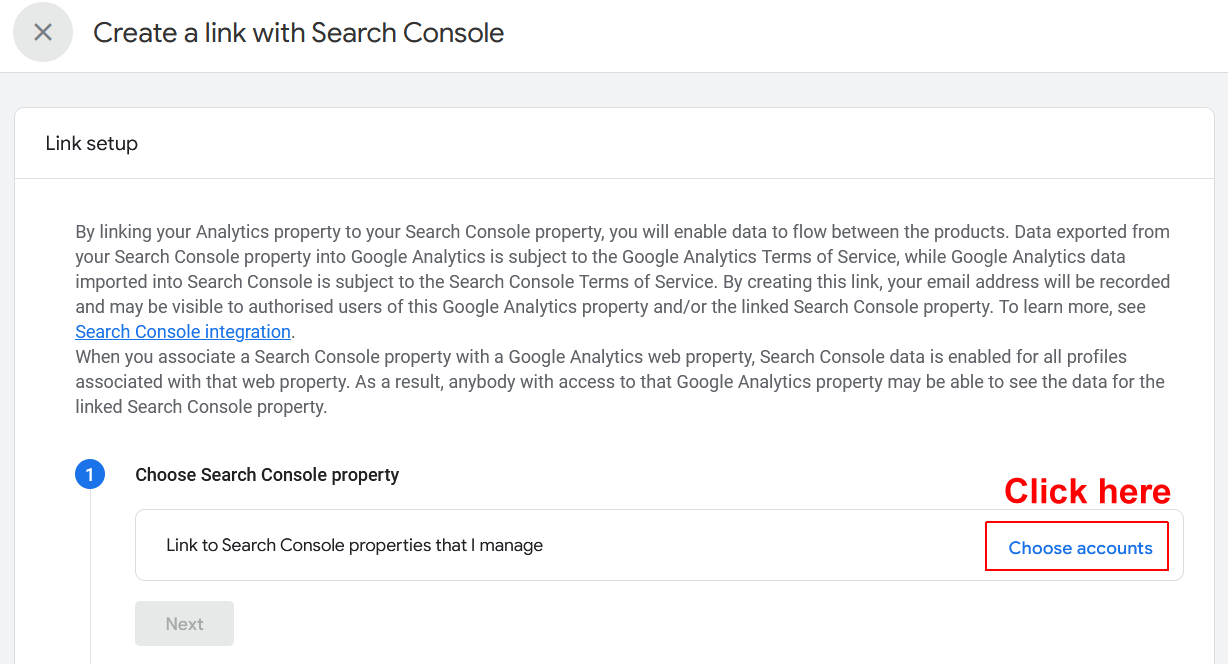 Create a link with Search Console
Link setup
By linking your Analytics property to your Search Console property, you will enable data to flow between the products. Data exported from
your Search Console property into Google Analytics is subject to the Google Analytics Terms of Service, while Google Analytics data
imported into Search Console is subject to the Search Console Terms of Service. By creating this link, your email address will be recorded
and may be visible to authorised users of this Google Analytics property and/or the linked Search Console property. To learn more, see
Search Console integration.
When you associate a Search Console property with a Google Analytics web property, Search Console data is enabled for all profiles
associated with that web property. As a result, anybody with access to that Google Analytics property may be able to see the data for the
linked Search Console property.
1 Choose Search Console property
Click here
Link to Search Console properties that I manage
Choose accounts
Next